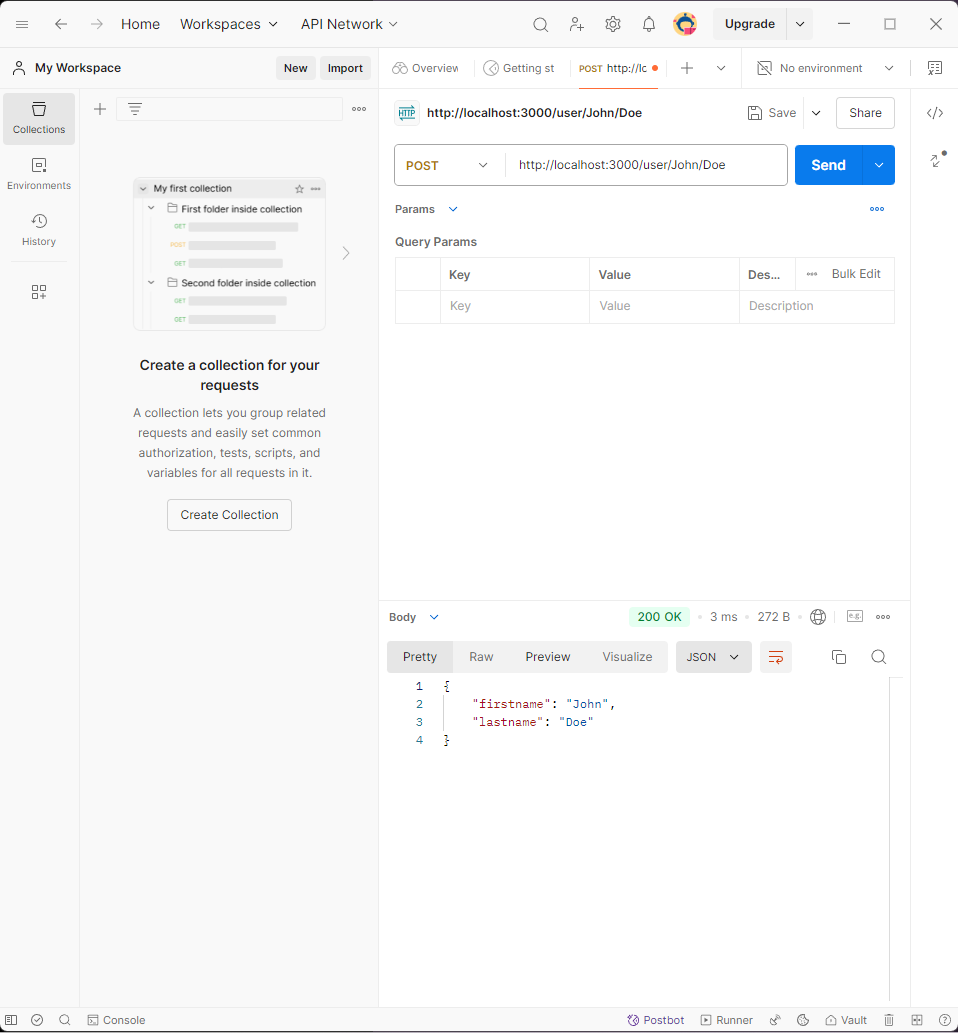 Home Workspaces API Network Upgrade
My Workspace New Import Overview Getting st POST http://lc No environment
Collections
Environments
History
My first collection
First folder inside collection
GET
POST
GET
Second folder inside collection
GET
GET
Create a collection for your
requests
A collection lets you group related
requests and easily set common
authorization, tests, scripts, and
variables for all requests in it.
Create Collection
HTTP http://localhost:3000/user/John/Doe Save Share
POST http://localhost:3000/user/John/Doe Send
Params
Query Params
Key Value Des... Bulk Edit
Key Value Description
Body 200 OK 3 ms 272 B e.g.
Pretty Raw Preview Visualize JSON
1 {
2 "firstname": "John",
3 "lastname": "Doe"
4 }
Console Postbot Runner Vault